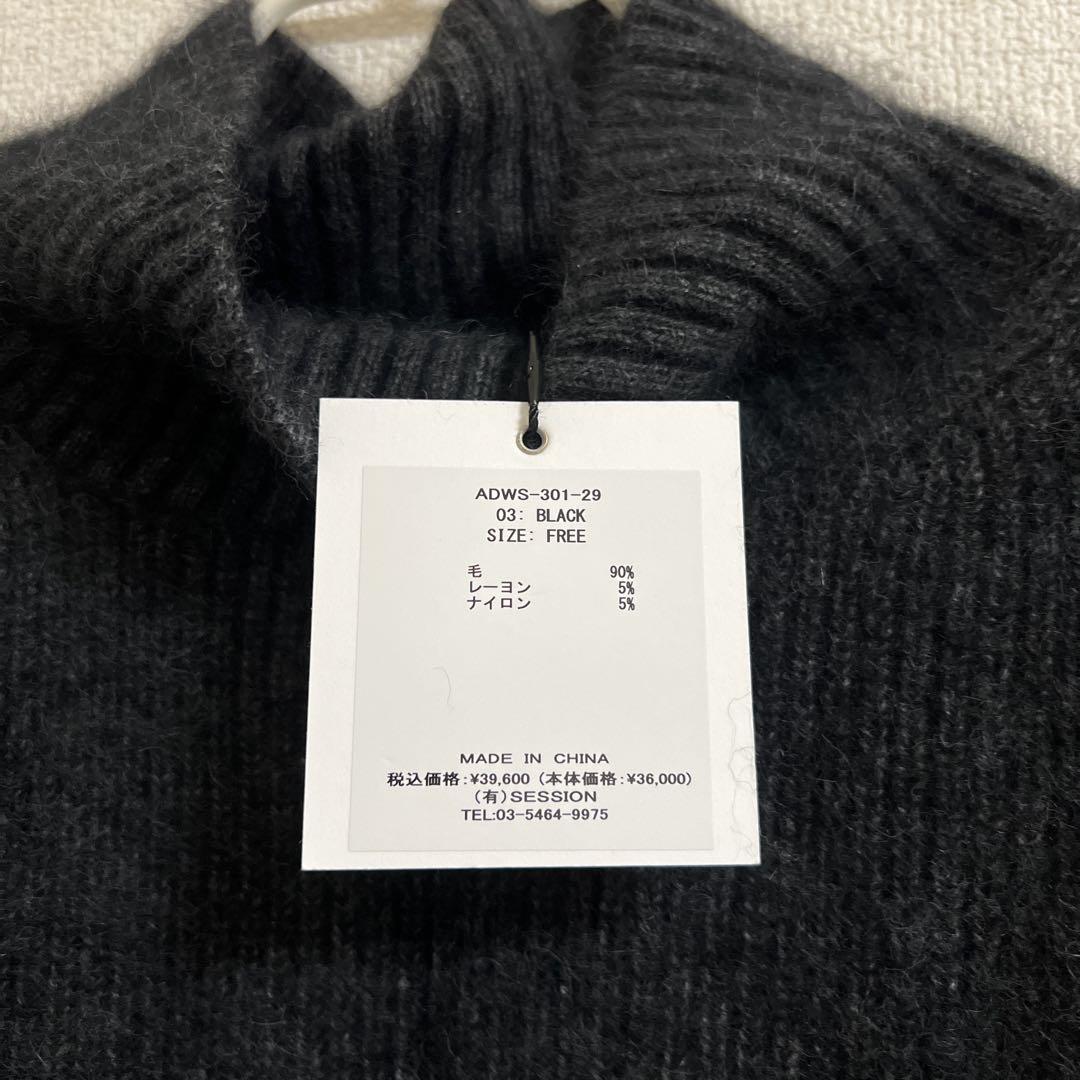 ADWS-301-29
03: BLACK
SIZE: FREE
毛 90%
レーヨン 5%
ナイロン 5%
MADE IN CHINA
税込価格:¥39,600 (本体価格:¥36,000)
(有)SESSION
TEL:03-5464-9975